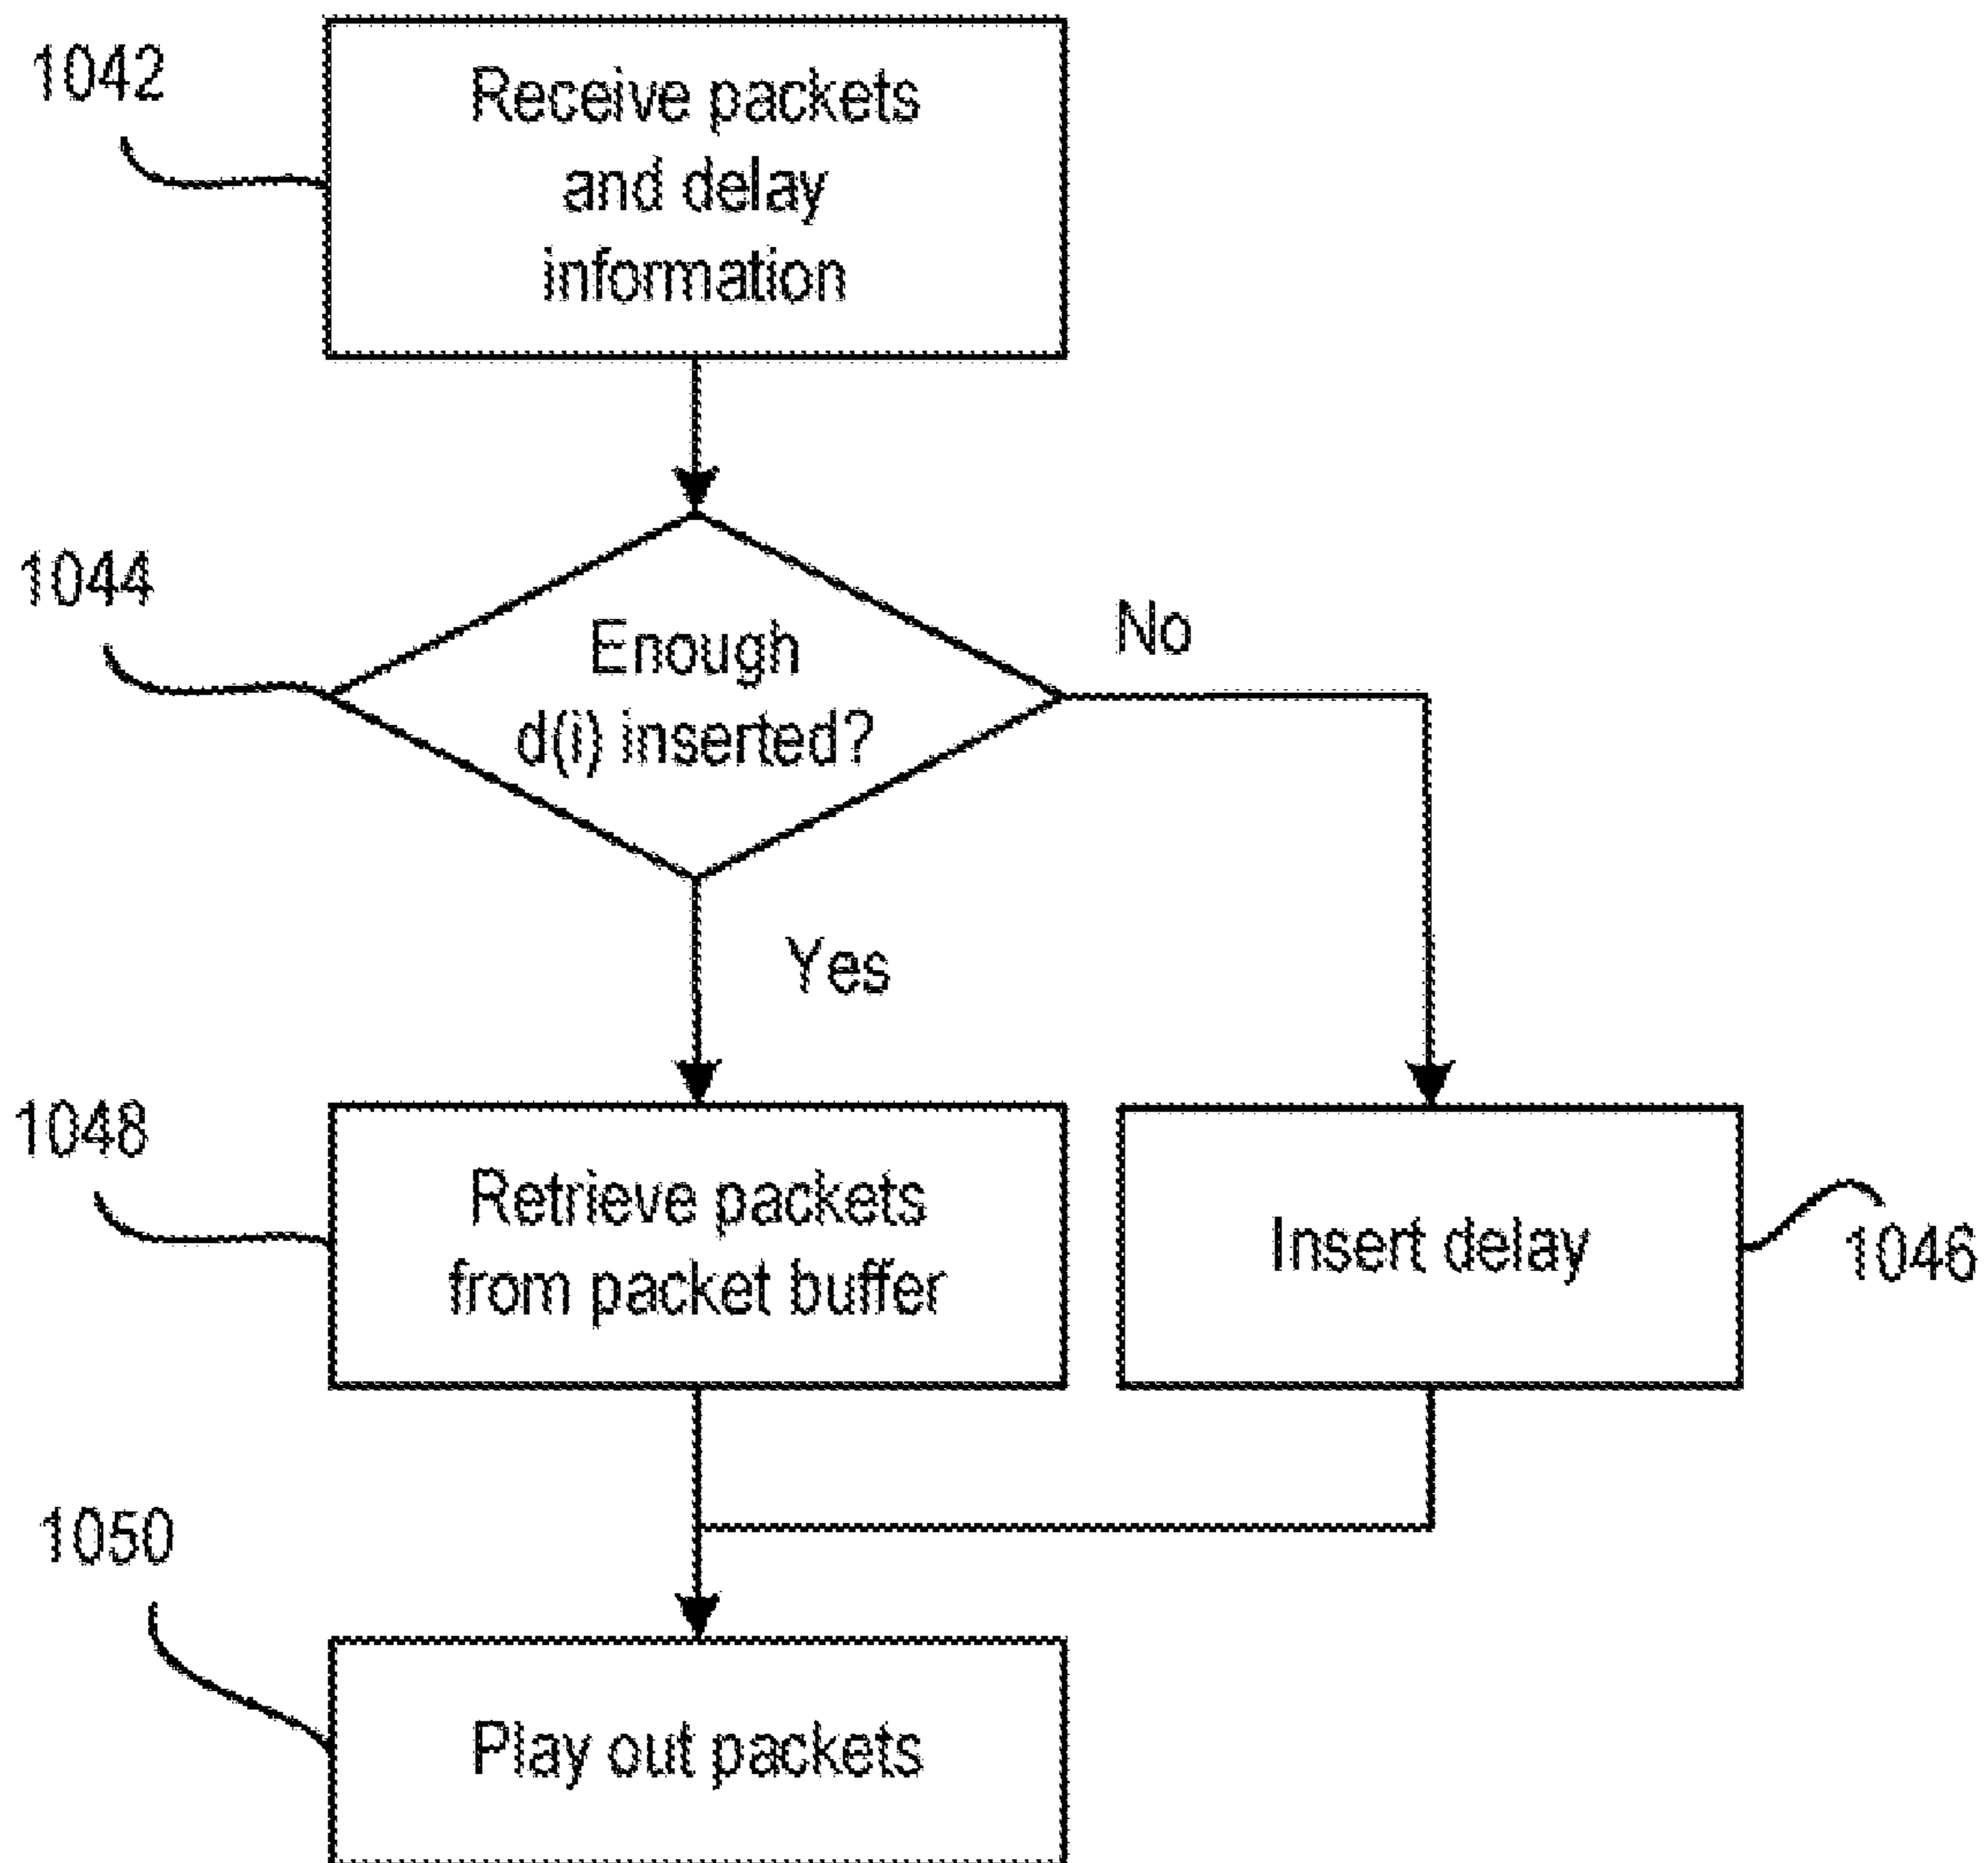 1042
Receive packets
and delay
information
1044
Enough
d(i) inserted?
No
Yes
1048
Retrieve packets
from packet buffer
Insert delay
1046
1050
Play out packets